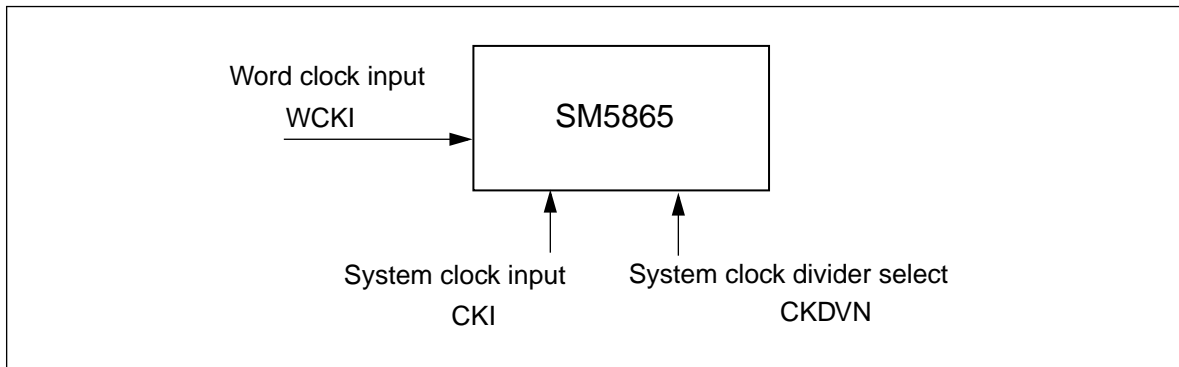 Word clock input
WCKI
SM5865
System clock input
CKI
System clock divider select
CKDVN